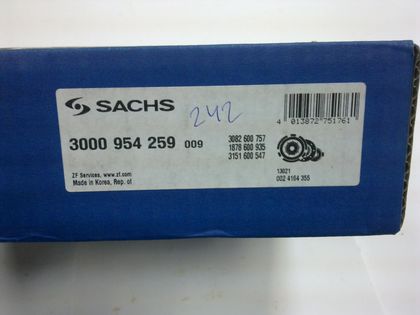 SACHS
242
4 013872 751761
3000 954 259 009
3082 600 757
1878 600 935
3151 600 547
ZF Services, www.zf.com
Made in Korea, Rep. of
13021
002 4164 355